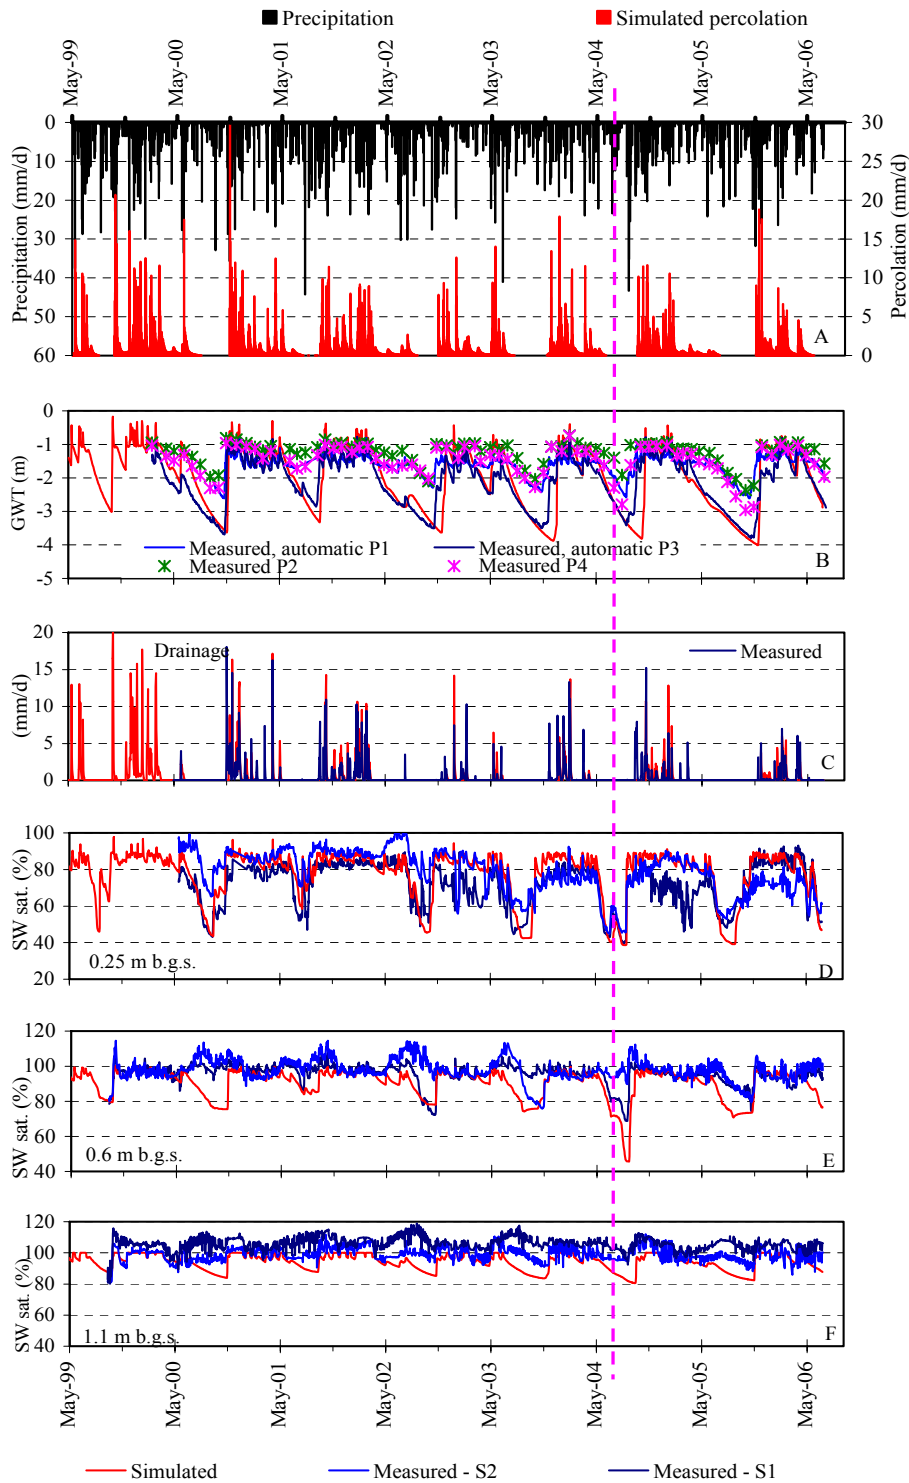 Precipitation Simulated percolation
May-99 May-00 May-01 May-02 May-03 May-04 May-05 May-06
Precipitation (mm/d)
0
10
20
30
40
50
60
Percolation (mm/d)
30
25
20
15
10
5
0
A
GWT (m)
0
-1
-2
-3
-4
-5
Measured, automatic P1 Measured, automatic P3
Measured P2 Measured P4
B
(mm/d)
20
15
10
5
0
Drainage Measured
C
SW sat. (%)
100
80
60
40
20
0.25 m b.g.s.
D
SW sat. (%)
120
100
80
60
40
0.6 m b.g.s.
E
SW sat. (%)
120
100
80
60
40
1.1 m b.g.s.
F
May-99 May-00 May-01 May-02 May-03 May-04 May-05 May-06
Simulated Measured - S2 Measured - S1